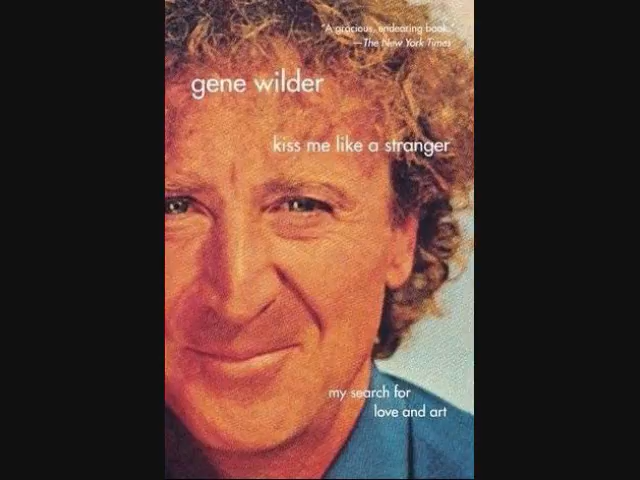 "A gracious, endearing book."
—The New York Times
gene wilder
kiss me like a stranger
my search for
love and art